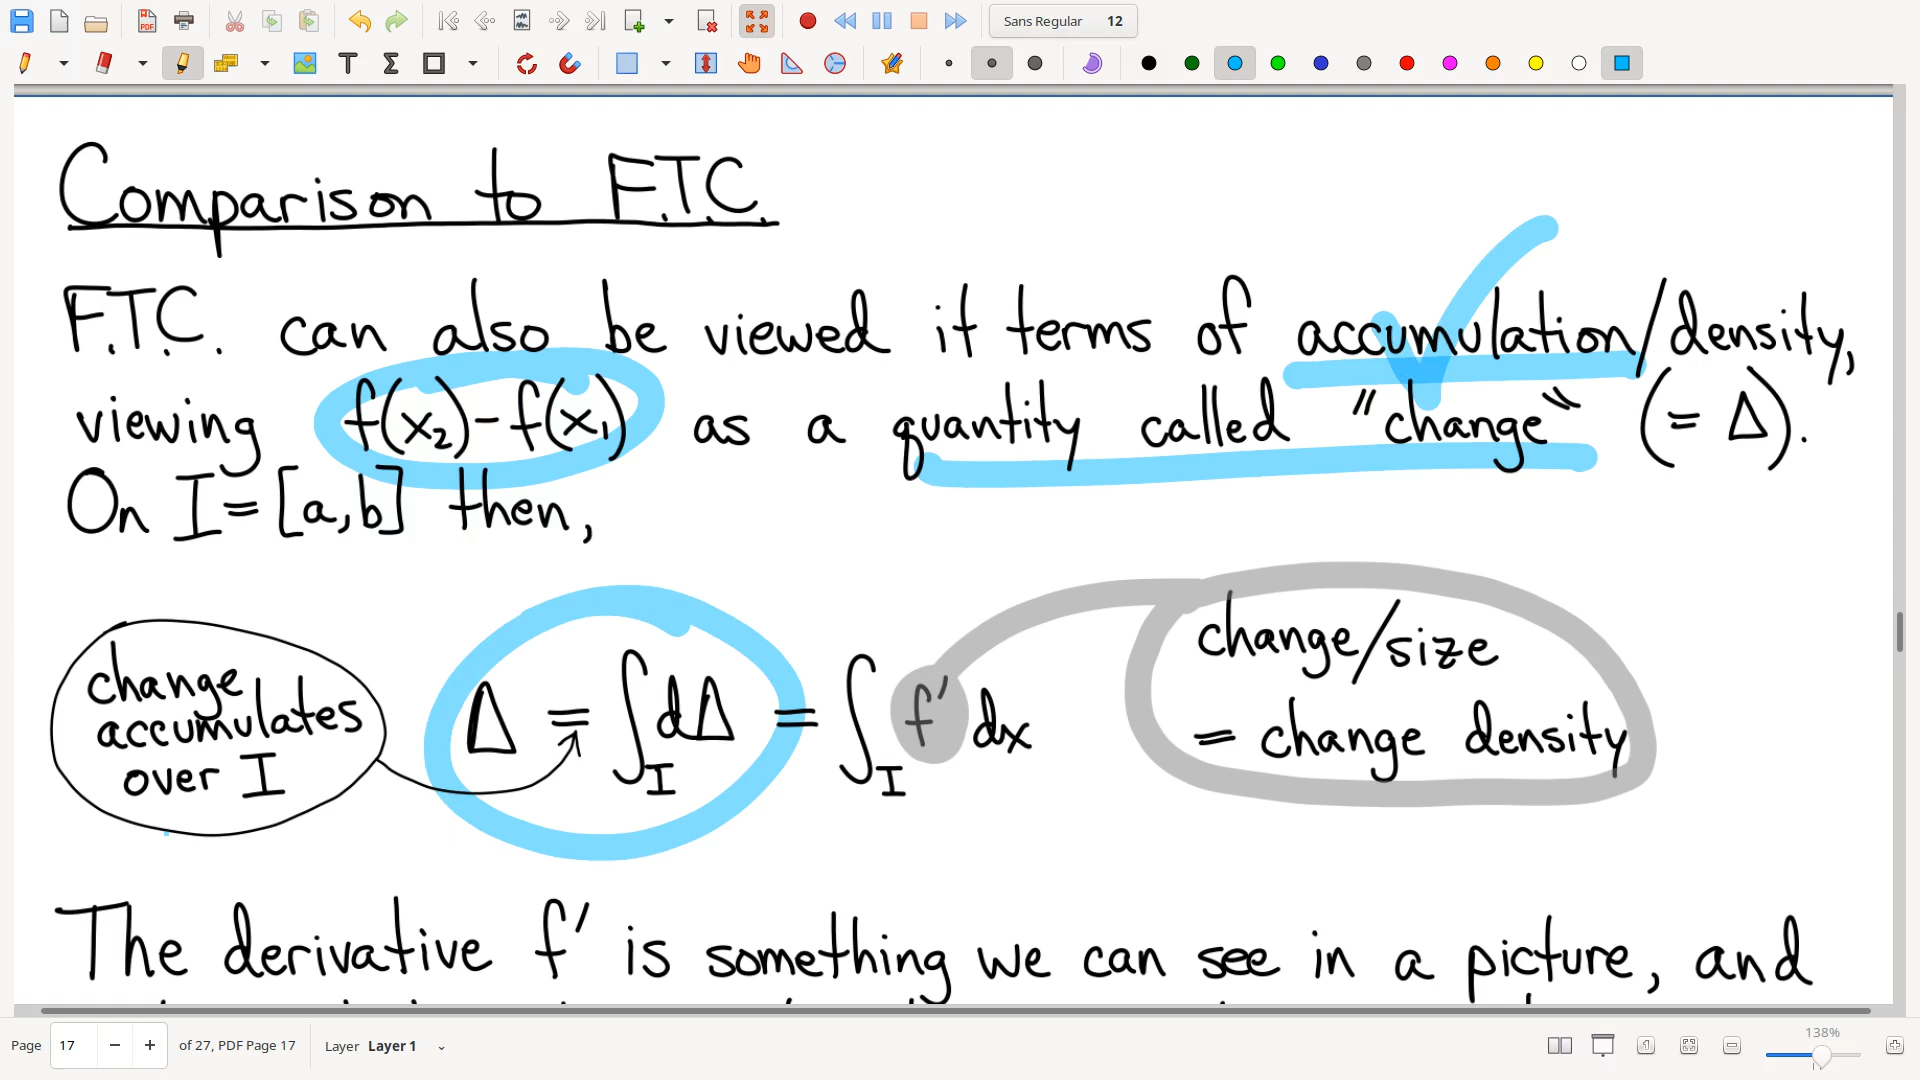 Sans Regular 12
Comparison to F.T.C.
F.T.C. can also be viewed it terms of accumulation/density,
viewing f(x₂)-f(x₁) as a quantity called "change" (= Δ).
On I=[a,b] then,
change
accumulates
over I
Δ = ∫_I dΔ = ∫_I f' dx
change/size
= change density
The derivative f' is something we can see in a picture, and
Page 17 of 27, PDF Page 17 Layer Layer 1
138%